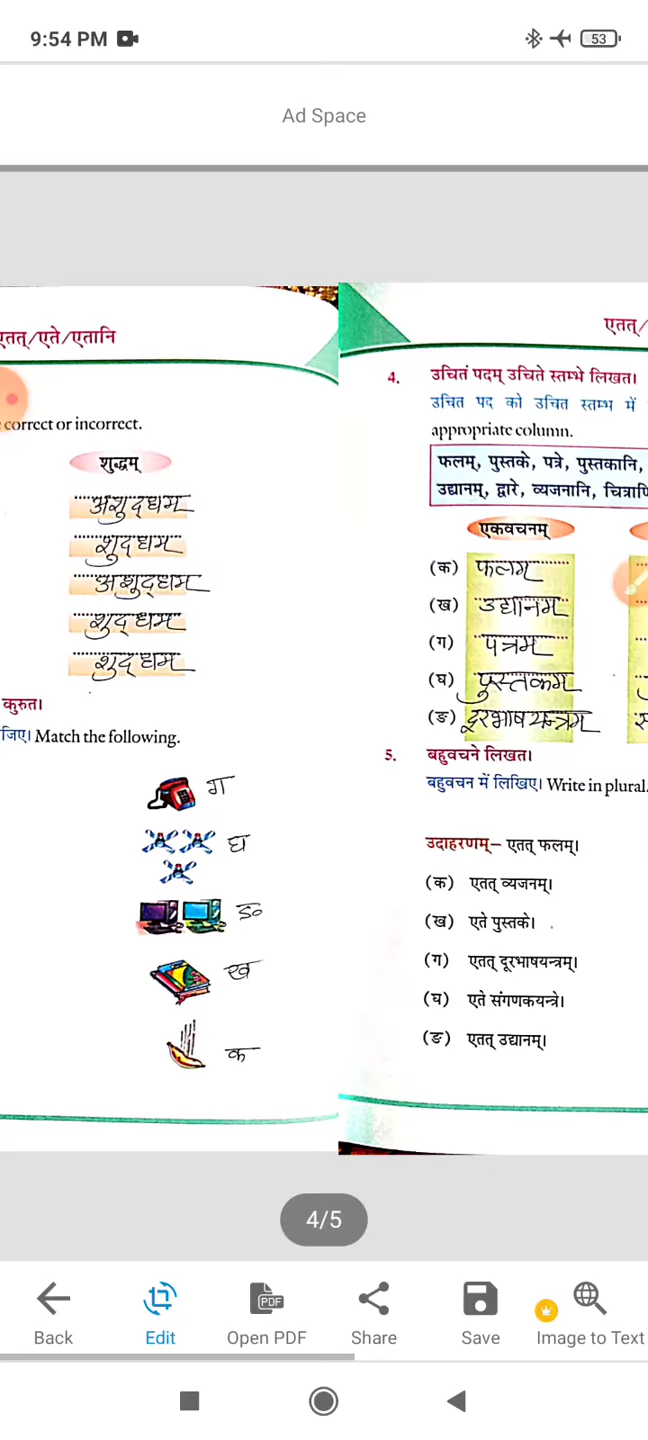 9:54 PM
53
Ad Space
एतत्/एते/एतानि
correct or incorrect.
शुद्धम्
अशुद्धम
शुद्धम
अशुद्धम
शुद्धम
शुद्धम
कुरुत।
जिए। Match the following.
ग
घ
ङ
ख
क
एतत्/
4. उचितं पदम् उचिते स्तम्भे लिखत।
उचित पद को उचित स्तम्भ में
appropriate column.
फलम्, पुस्तके, पत्रे, पुस्तकानि,
उद्यानम्, द्वारे, व्यजनानि, चित्राणि
एकवचनम्
(क) फलम्
(ख) उद्यानम
(ग) पत्रम
(घ) पुस्तकम
(ङ) दूरभाषयन्त्रम
5. बहुवचने लिखत।
बहुवचन में लिखिए। Write in plural.
उदाहरणम्– एतत् फलम्।
(क) एतत् व्यजनम्।
(ख) एते पुस्तके।
(ग) एतत् दूरभाषयन्त्रम्।
(घ) एते संगणकयन्त्रे।
(ङ) एतत् उद्यानम्।
4/5
Back
Edit
PDF
Open PDF
Share
Save
Image to Text